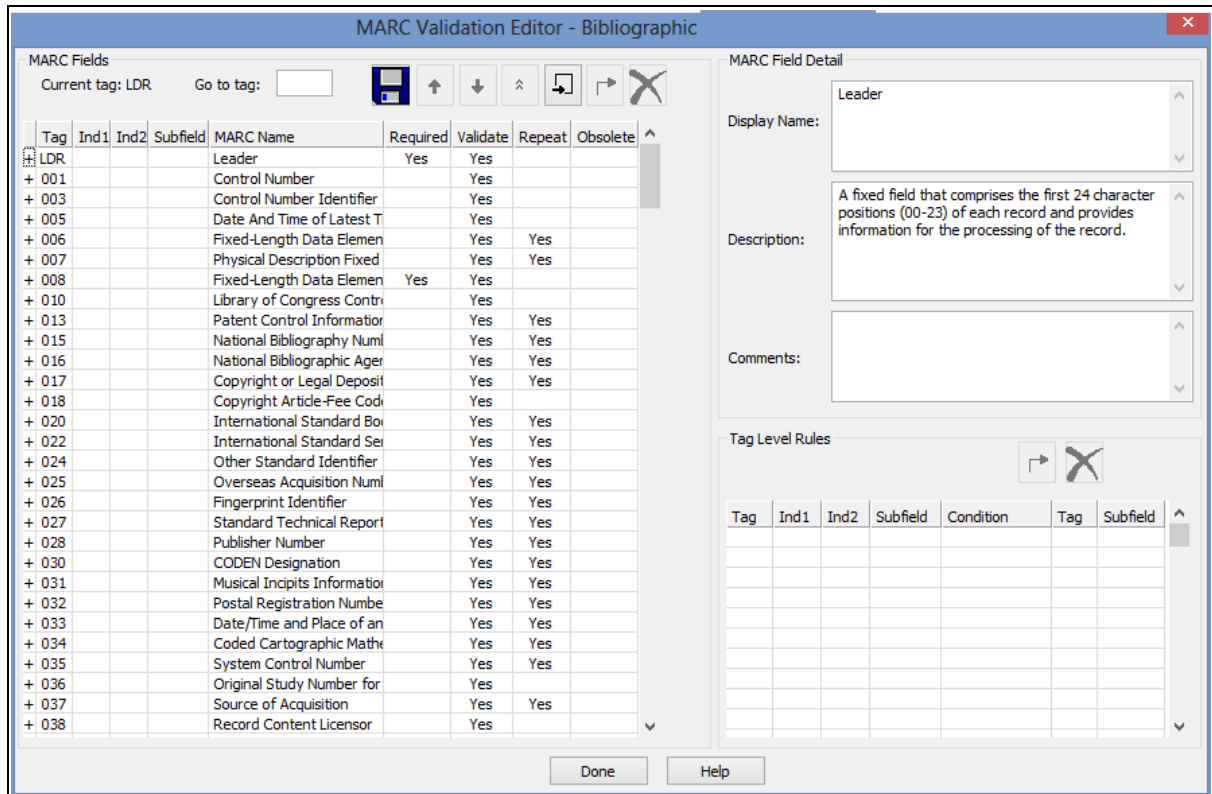 MARC Validation Editor - Bibliographic
MARC Fields
Current tag: LDR Go to tag:
Tag Ind1 Ind2 Subfield MARC Name Required Validate Repeat Obsolete
+ LDR Leader Yes Yes
+ 001 Control Number Yes
+ 003 Control Number Identifier Yes
+ 005 Date And Time of Latest T Yes
+ 006 Fixed-Length Data Elemen Yes Yes
+ 007 Physical Description Fixed Yes Yes
+ 008 Fixed-Length Data Elemen Yes Yes
+ 010 Library of Congress Contr Yes
+ 013 Patent Control Information Yes Yes
+ 015 National Bibliography Num Yes Yes
+ 016 National Bibliographic Agen Yes Yes
+ 017 Copyright or Legal Deposit Yes Yes
+ 018 Copyright Article-Fee Code Yes
+ 020 International Standard Boo Yes Yes
+ 022 International Standard Ser Yes Yes
+ 024 Other Standard Identifier Yes Yes
+ 025 Overseas Acquisition Numb Yes Yes
+ 026 Fingerprint Identifier Yes Yes
+ 027 Standard Technical Report Yes Yes
+ 028 Publisher Number Yes Yes
+ 030 CODEN Designation Yes Yes
+ 031 Musical Incipits Information Yes Yes
+ 032 Postal Registration Numbe Yes Yes
+ 033 Date/Time and Place of an Yes Yes
+ 034 Coded Cartographic Mathe Yes Yes
+ 035 System Control Number Yes Yes
+ 036 Original Study Number for Yes
+ 037 Source of Acquisition Yes Yes
+ 038 Record Content Licensor Yes
MARC Field Detail
Display Name:
Leader
Description:
A fixed field that comprises the first 24 character
positions (00-23) of each record and provides
information for the processing of the record.
Comments:
Tag Level Rules
Tag Ind1 Ind2 Subfield Condition Tag Subfield
Done Help